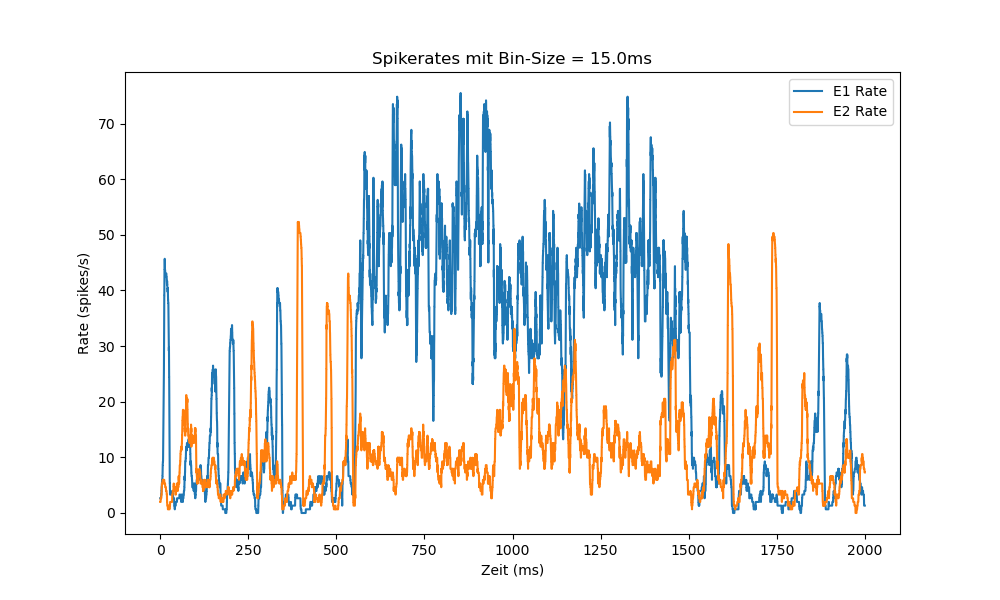 Spikerates mit Bin-Size = 15.0ms
E1 Rate
E2 Rate
Rate (spikes/s)
70
60
50
40
30
20
10
0
0 250 500 750 1000 1250 1500 1750 2000
Zeit (ms)